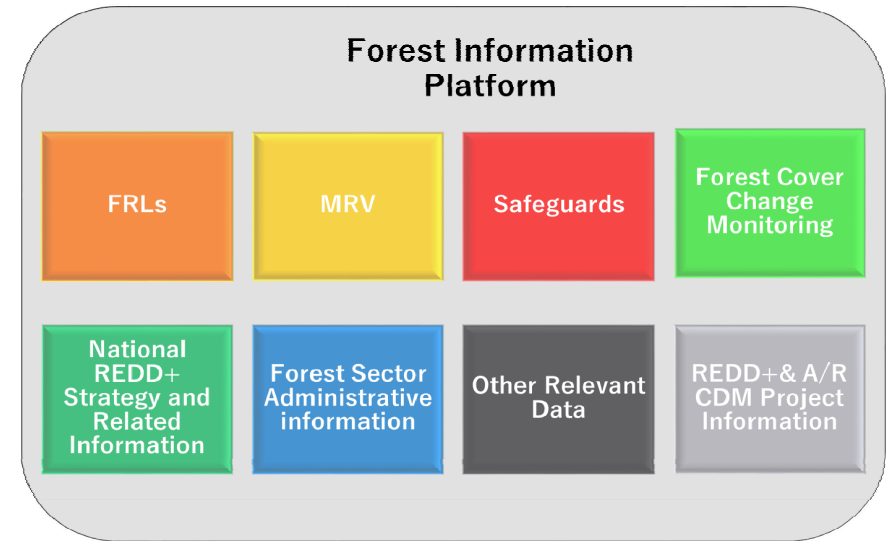 Forest Information
Platform
FRLs
MRV
Safeguards
Forest Cover
Change
Monitoring
National
REDD+
Strategy and
Related
Information
Forest Sector
Administrative
information
Other Relevant
Data
REDD+& A/R
CDM Project
Information